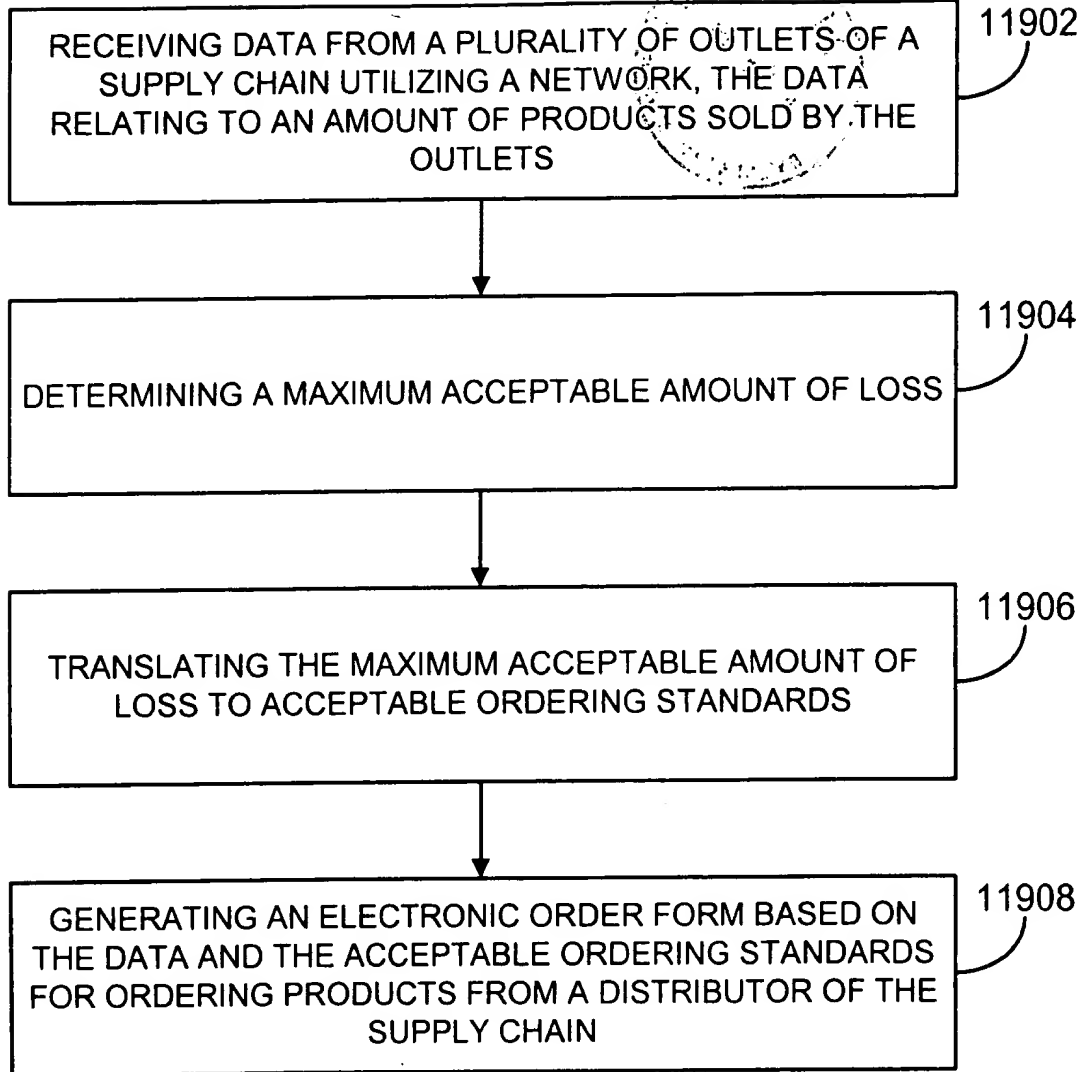 RECEIVING DATA FROM A PLURALITY OF OUTLETS OF A
SUPPLY CHAIN UTILIZING A NETWORK, THE DATA
RELATING TO AN AMOUNT OF PRODUCTS SOLD BY THE
OUTLETS
11902
DETERMINING A MAXIMUM ACCEPTABLE AMOUNT OF LOSS
11904
TRANSLATING THE MAXIMUM ACCEPTABLE AMOUNT OF
LOSS TO ACCEPTABLE ORDERING STANDARDS
11906
GENERATING AN ELECTRONIC ORDER FORM BASED ON
THE DATA AND THE ACCEPTABLE ORDERING STANDARDS
FOR ORDERING PRODUCTS FROM A DISTRIBUTOR OF THE
SUPPLY CHAIN
11908